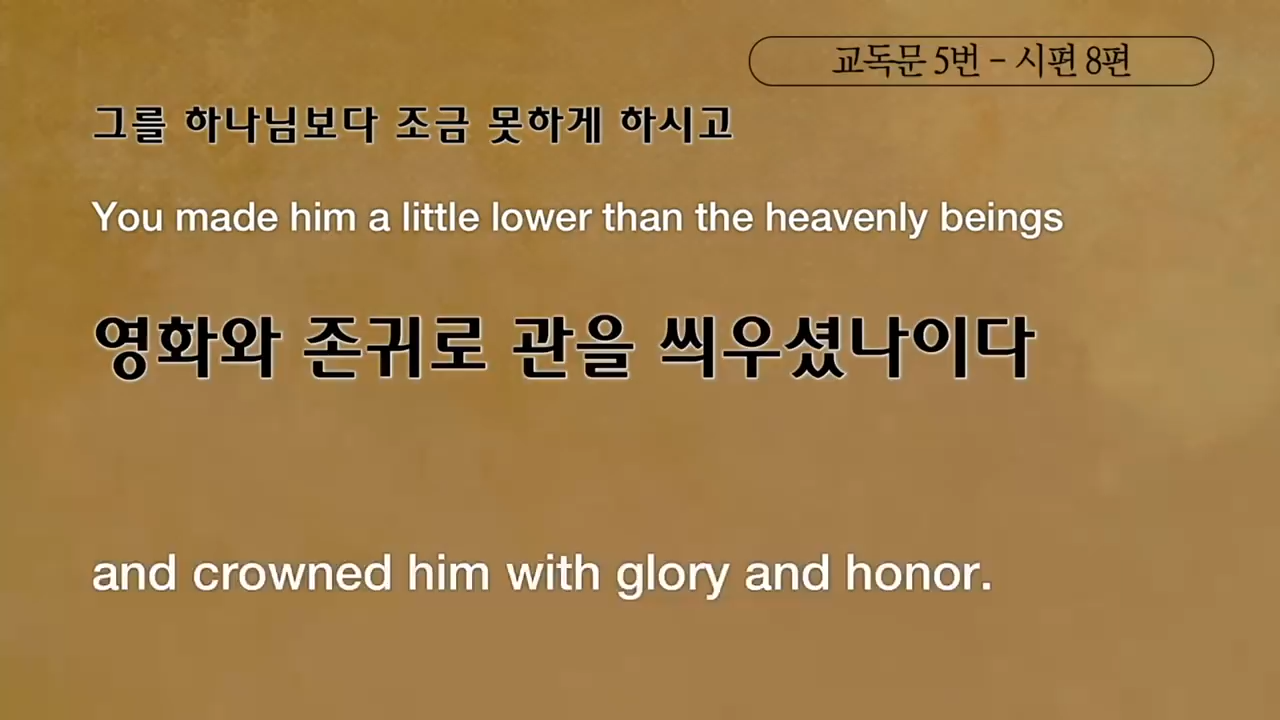 교독문 5번 - 시편 8편
그를 하나님보다 조금 못하게 하시고
You made him a little lower than the heavenly beings
영화와 존귀로 관을 씌우셨나이다
and crowned him with glory and honor.